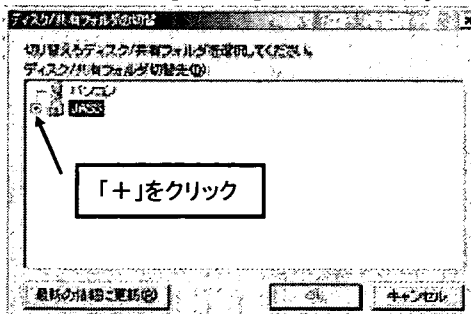 ディスク/共有フォルダの切替
切り替えるディスク/共有フォルダを選択してください。
ディスク/共有フォルダ切替先(D)
パソコン
JASS
「+」をクリック
最新の情報に更新(R)
OK
キャンセル